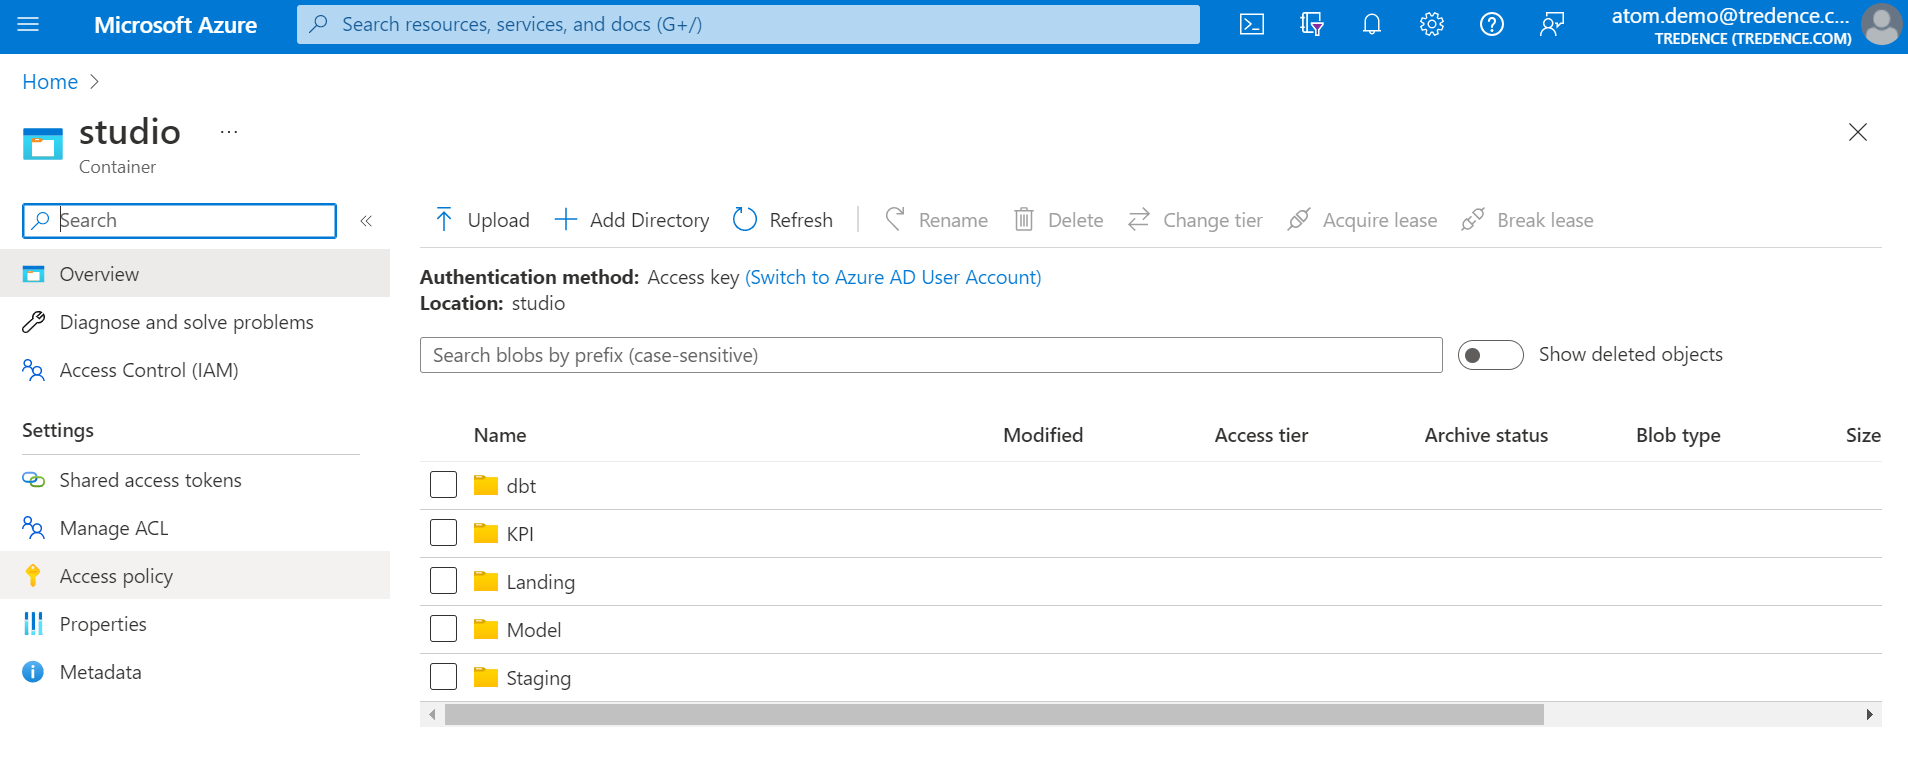 Microsoft Azure
Search resources, services, and docs (G+/)
atom.demo@tredence.c...
TREDENCE (TREDENCE.COM)
Home >
studio ...
Container
Search «
Overview
Diagnose and solve problems
Access Control (IAM)
Settings
Shared access tokens
Manage ACL
Access policy
Properties
Metadata
Upload Add Directory Refresh Rename Delete Change tier Acquire lease Break lease
Authentication method: Access key (Switch to Azure AD User Account)
Location: studio
Search blobs by prefix (case-sensitive) Show deleted objects
Name Modified Access tier Archive status Blob type Size
dbt
KPI
Landing
Model
Staging